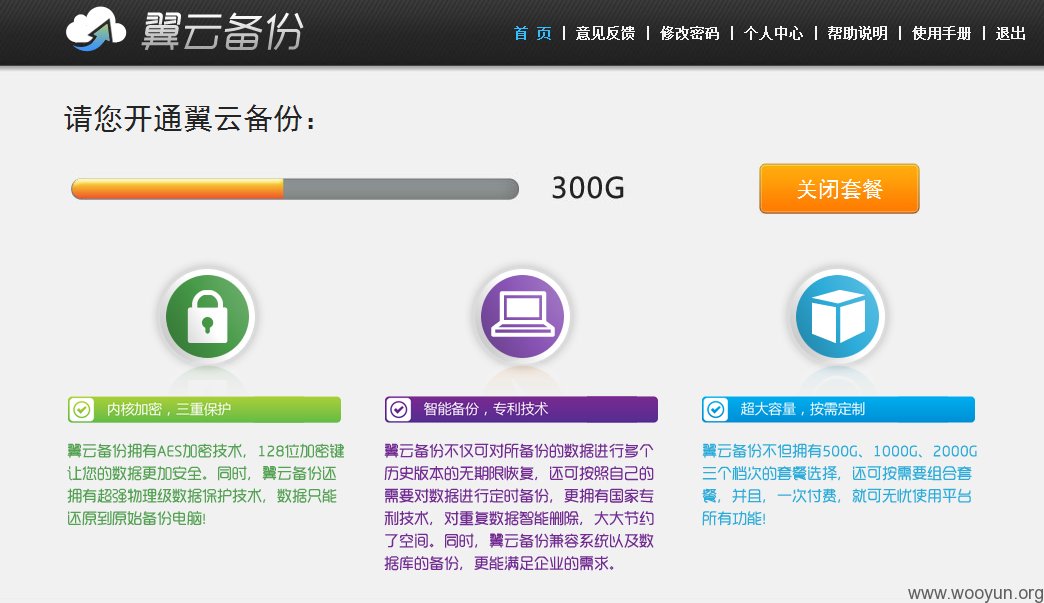 翼云备份
首 页 | 意见反馈 | 修改密码 | 个人中心 | 帮助说明 | 使用手册 | 退出
请您开通翼云备份：
300G
关闭套餐
内核加密，三重保护
翼云备份拥有AES加密技术，128位加密键
让您的数据更加安全。同时，翼云备份还
拥有超强物理级数据保护技术，数据只能
还原到原始备份电脑!
智能备份，专利技术
翼云备份不仅可对所备份的数据进行多个
历史版本的无期限恢复，还可按照自己的
需要对数据进行定时备份，更拥有国家专
利技术，对重复数据智能删除，大大节约
了空间。同时，翼云备份兼容系统以及数
据库的备份，更能满足企业的需求。
超大容量，按需定制
翼云备份不但拥有500G、1000G、2000G
三个档次的套餐选择，还可按需要组合套
餐，并且，一次付费，就可无忧使用平台
所有功能!
www.wooyun.org